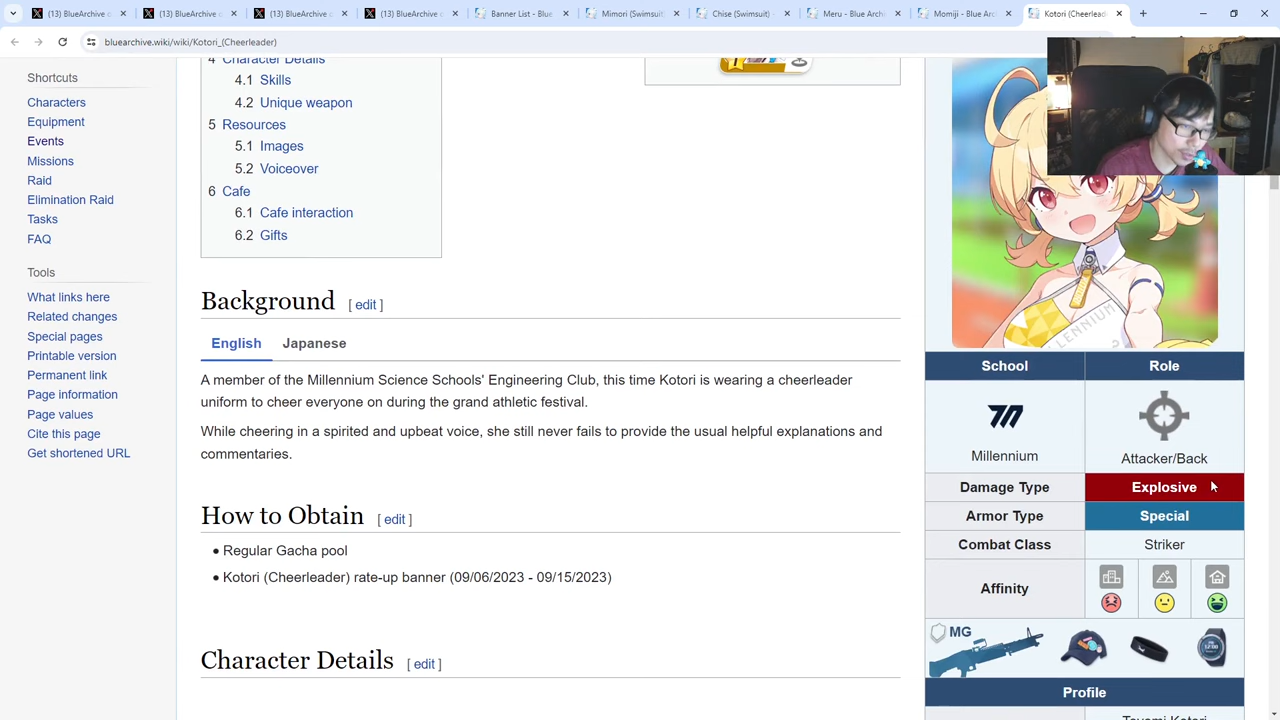 (13) BlueArchive o
(13) BlueArchive o
(13) BlueArchive o
(13) BlueArchive o
Banner List - Blue
Mimori (Swimsuit)
Chise (Swimsuit)
Meru - Blue Archi
Momiji - Blue Arc
Kotori (Cheerlead
bluearchive.wiki/wiki/Kotori_(Cheerleader)
Shortcuts
Characters
Equipment
Events
Missions
Raid
Elimination Raid
Tasks
FAQ
Tools
What links here
Related changes
Special pages
Printable version
Permanent link
Page information
Page values
Cite this page
Get shortened URL
4 Character Details
4.1 Skills
4.2 Unique weapon
5 Resources
5.1 Images
5.2 Voiceover
6 Cafe
6.1 Cafe interaction
6.2 Gifts
Background [ edit ]
English Japanese
A member of the Millennium Science Schools' Engineering Club, this time Kotori is wearing a cheerleader
uniform to cheer everyone on during the grand athletic festival.
While cheering in a spirited and upbeat voice, she still never fails to provide the usual helpful explanations and
commentaries.
How to Obtain [ edit ]
• Regular Gacha pool
• Kotori (Cheerleader) rate-up banner (09/06/2023 - 09/15/2023)
Character Details [ edit ]
School Role
Millennium Attacker/Back
Damage Type Explosive
Armor Type Special
Combat Class Striker
Affinity
MG
Profile
Toyomi Kotori